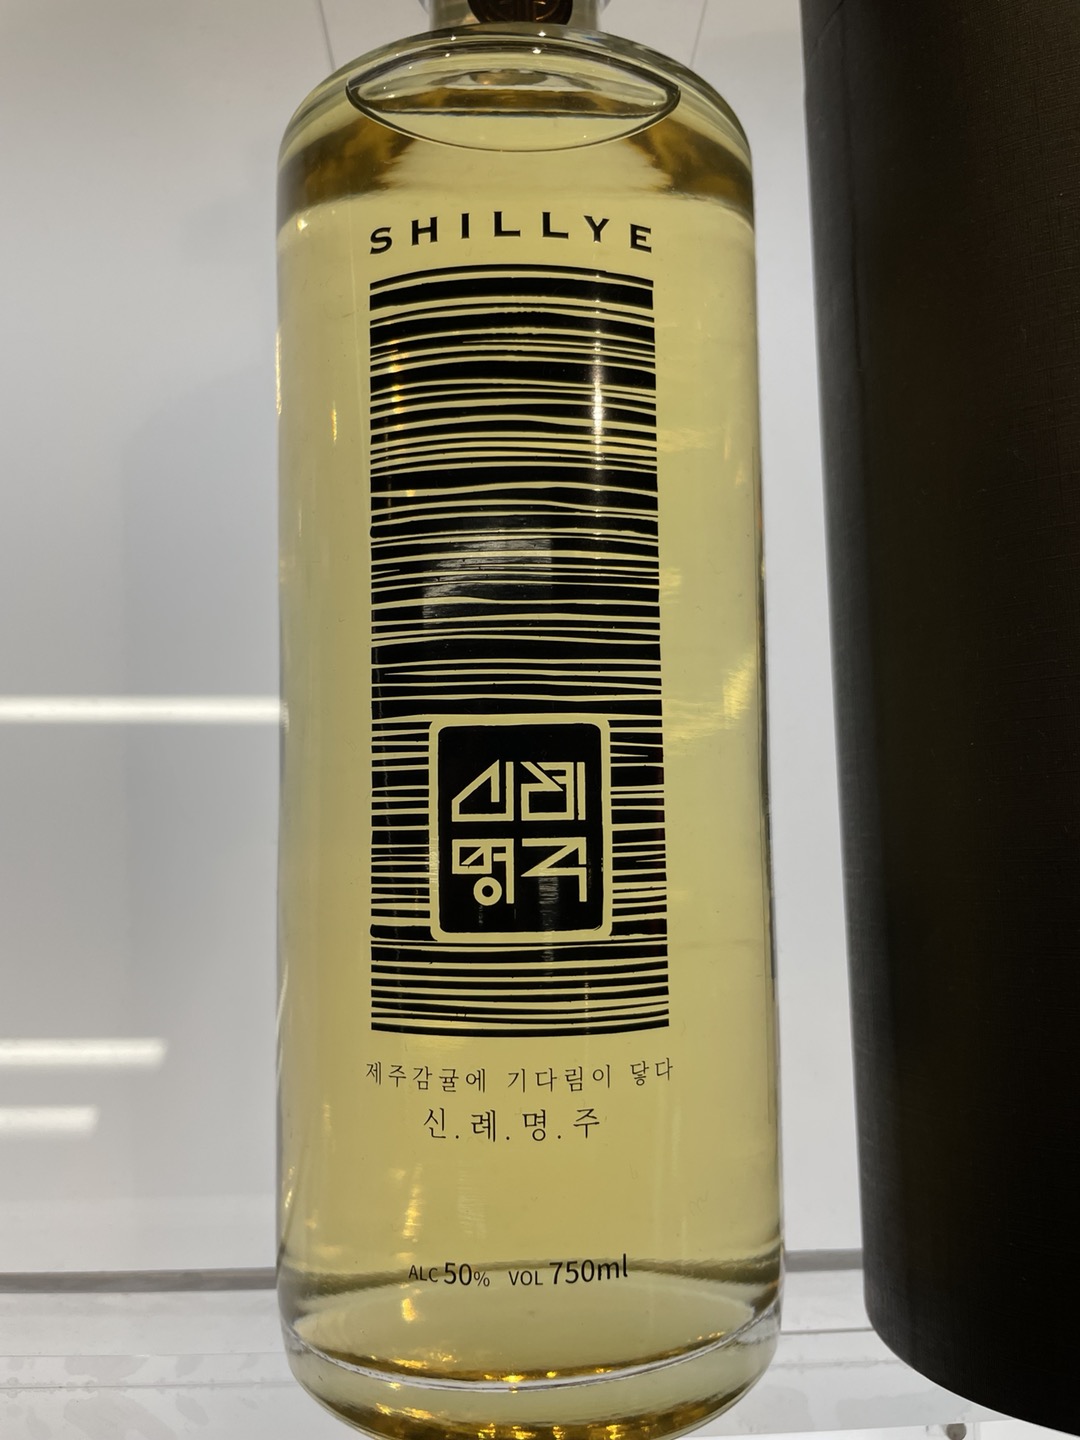 SHILLYE
신례
명주
제주감귤에 기다림이 닿다
신.례.명.주
ALC 50% VOL 750ml